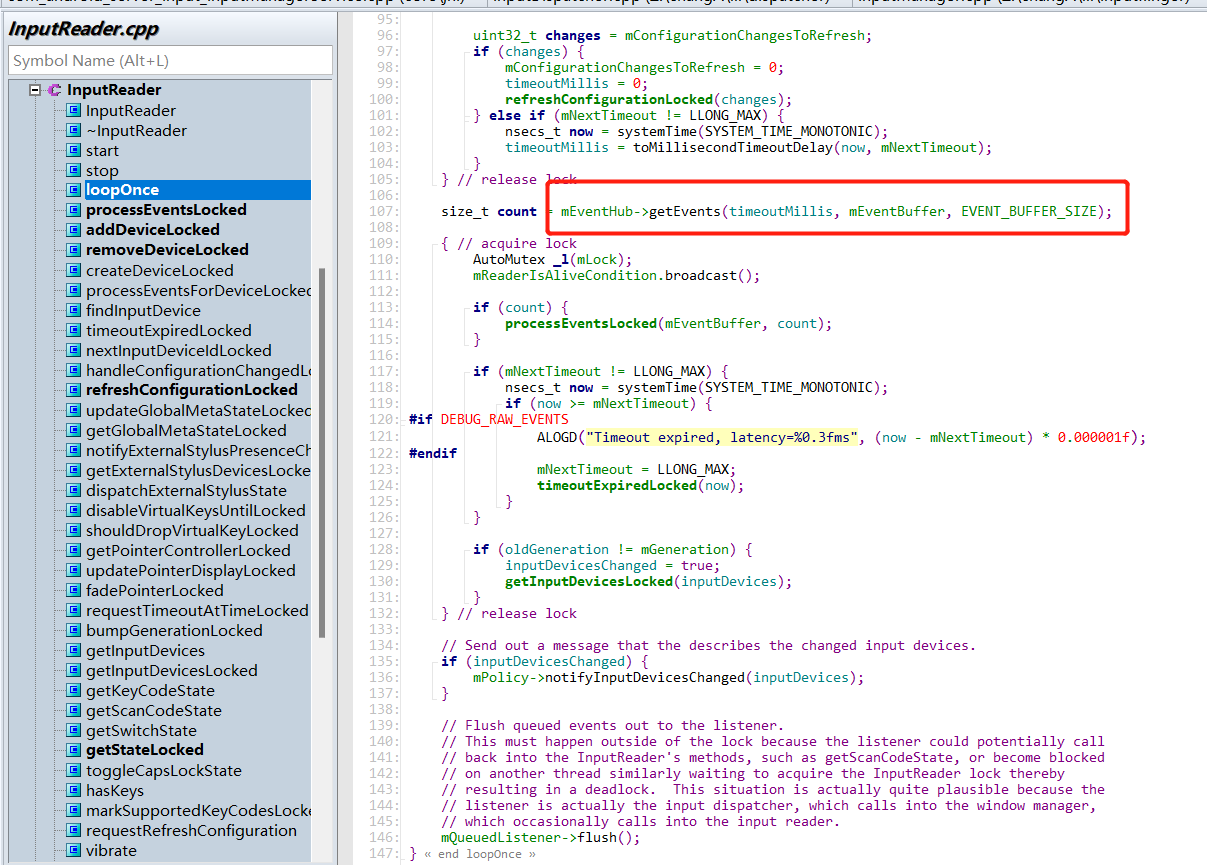 InputReader.cpp
Symbol Name (Alt+L)
InputReader
InputReader
~InputReader
start
stop
loopOnce
processEventsLocked
addDeviceLocked
removeDeviceLocked
createDeviceLocked
processEventsForDeviceLocked
findInputDevice
timeoutExpiredLocked
nextInputDeviceIdLocked
handleConfigurationChangedLo
refreshConfigurationLocked
updateGlobalMetaStateLocked
getGlobalMetaStateLocked
notifyExternalStylusPresenceCh
getExternalStylusDevicesLocke
dispatchExternalStylusState
disableVirtualKeysUntilLocked
shouldDropVirtualKeyLocked
getPointerControllerLocked
updatePointerDisplayLocked
fadePointerLocked
requestTimeoutAtTimeLocked
bumpGenerationLocked
getInputDevices
getInputDevicesLocked
getKeyCodeState
getScanCodeState
getSwitchState
getStateLocked
toggleCapsLockState
hasKeys
markSupportedKeyCodesLocke
requestRefreshConfiguration
vibrate
95:
96: uint32_t changes = mConfigurationChangesToRefresh;
97: if (changes) {
98: mConfigurationChangesToRefresh = 0;
99: timeoutMillis = 0;
100: refreshConfigurationLocked(changes);
101: } else if (mNextTimeout != LLONG_MAX) {
102: nsecs_t now = systemTime(SYSTEM_TIME_MONOTONIC);
103: timeoutMillis = toMillisecondTimeoutDelay(now, mNextTimeout);
104: }
105: } // release lock
106:
107: size_t count = mEventHub->getEvents(timeoutMillis, mEventBuffer, EVENT_BUFFER_SIZE);
108:
109: { // acquire lock
110: AutoMutex _l(mLock);
111: mReaderIsAliveCondition.broadcast();
112:
113: if (count) {
114: processEventsLocked(mEventBuffer, count);
115: }
116:
117: if (mNextTimeout != LLONG_MAX) {
118: nsecs_t now = systemTime(SYSTEM_TIME_MONOTONIC);
119: if (now >= mNextTimeout) {
120: #if DEBUG_RAW_EVENTS
121: ALOGD("Timeout expired, latency=%0.3fms", (now - mNextTimeout) * 0.000001f);
122: #endif
123: mNextTimeout = LLONG_MAX;
124: timeoutExpiredLocked(now);
125: }
126: }
127:
128: if (oldGeneration != mGeneration) {
129: inputDevicesChanged = true;
130: getInputDevicesLocked(inputDevices);
131: }
132: } // release lock
133:
134: // Send out a message that the describes the changed input devices.
135: if (inputDevicesChanged) {
136: mPolicy->notifyInputDevicesChanged(inputDevices);
137: }
138:
139: // Flush queued events out to the listener.
140: // This must happen outside of the lock because the listener could potentially call
141: // back into the InputReader's methods, such as getScanCodeState, or become blocked
142: // on another thread similarly waiting to acquire the InputReader lock thereby
143: // resulting in a deadlock.  This situation is actually quite plausible because the
144: // listener is actually the input dispatcher, which calls into the window manager,
145: // which occasionally calls into the input reader.
146: mQueuedListener->flush();
147: } « end loopOnce »